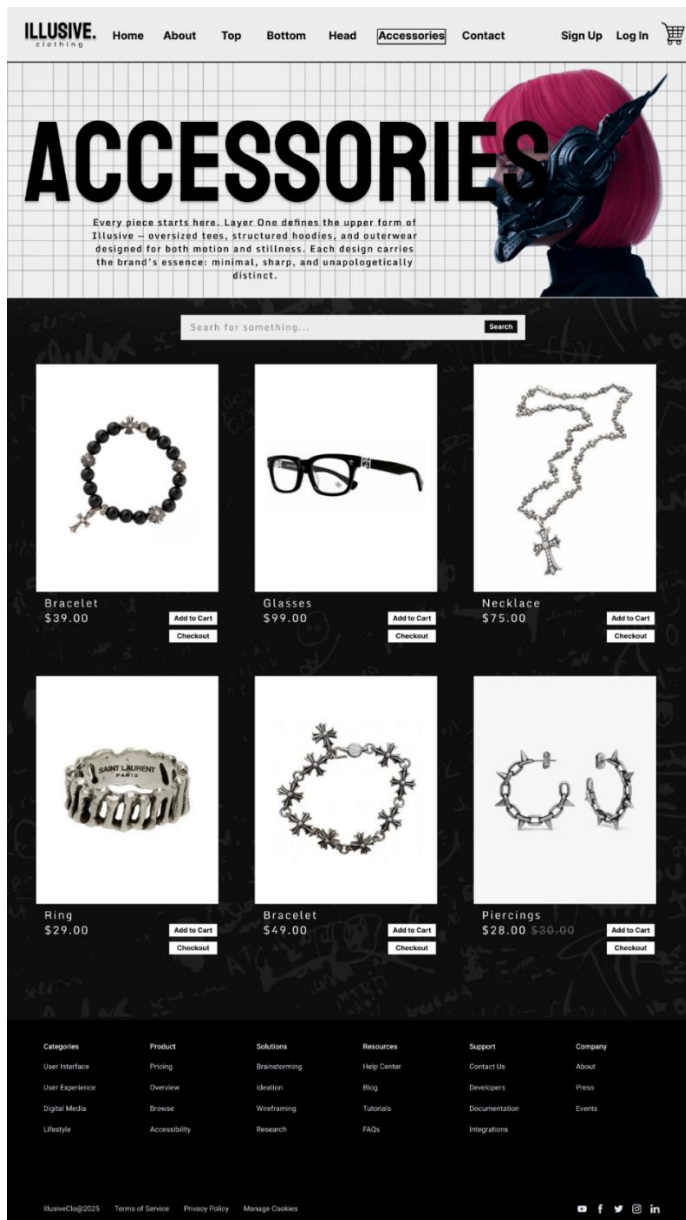 ILLUSIVE.
clothing
Home About Top Bottom Head Accessories Contact Sign Up Log In
ACCESSORIES
Every piece starts here. Layer One defines the upper form of
Illusive – oversized tees, structured hoodies, and outerwear
designed for both motion and stillness. Each design carries
the brand's essence: minimal, sharp, and unapologetically
distinct.
Searh for something... Search
SAINT LAURENT
PARIS
Bracelet
$39.00
Add to Cart
Checkout
Glasses
$99.00
Add to Cart
Checkout
Necklace
$75.00
Add to Cart
Checkout
Ring
$29.00
Add to Cart
Checkout
Bracelet
$49.00
Add to Cart
Checkout
Piercings
$28.00 $30.00
Add to Cart
Checkout
Categories Product Solutions Resources Support Company
User Interface Pricing Brainstorming Help Center Contact Us About
User Experience Overview Ideation Blog Developers Press
Digital Media Browse Wireframing Tutorials Documentation Events
Lifestyle Accessibility Research FAQs Integrations
IllusiveClo@2025 Terms of Service Privacy Policy Manage Cookies